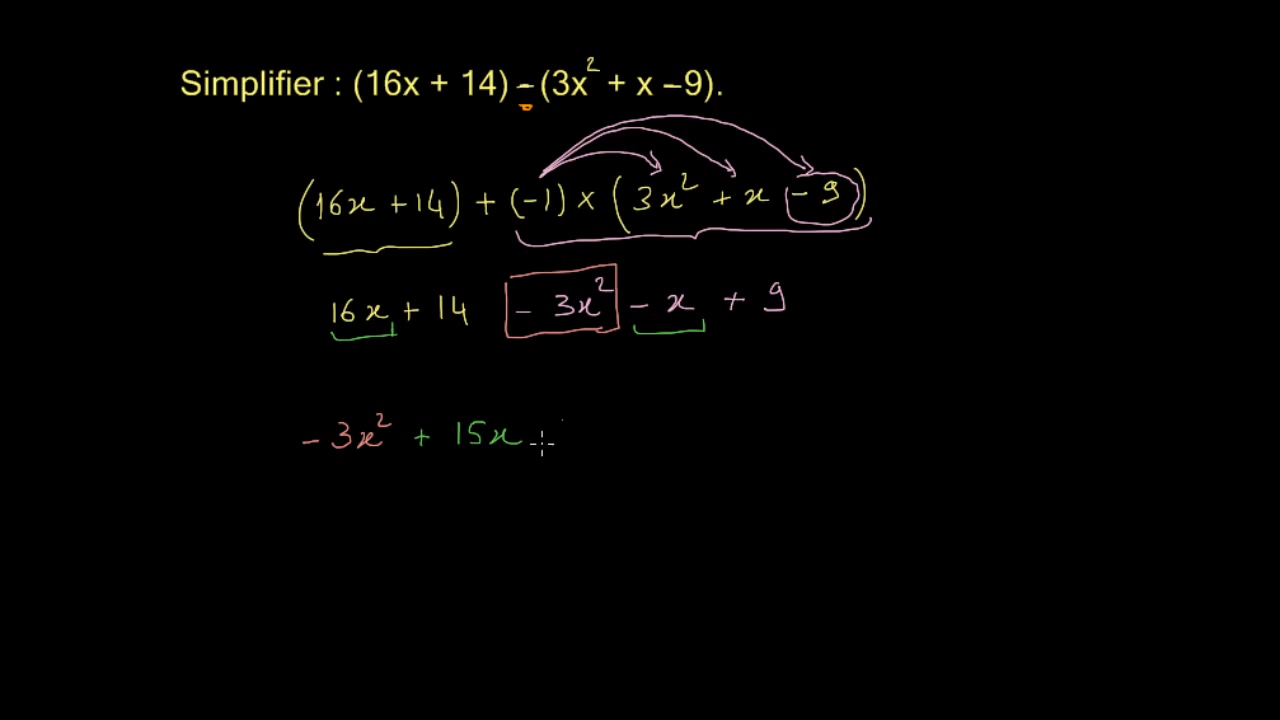 Simplifier : (16x + 14) - (3x² + x - 9).
(16x + 14) + (-1) × (3x² + x - 9)
16x + 14 - 3x² - x + 9
- 3x² + 15x